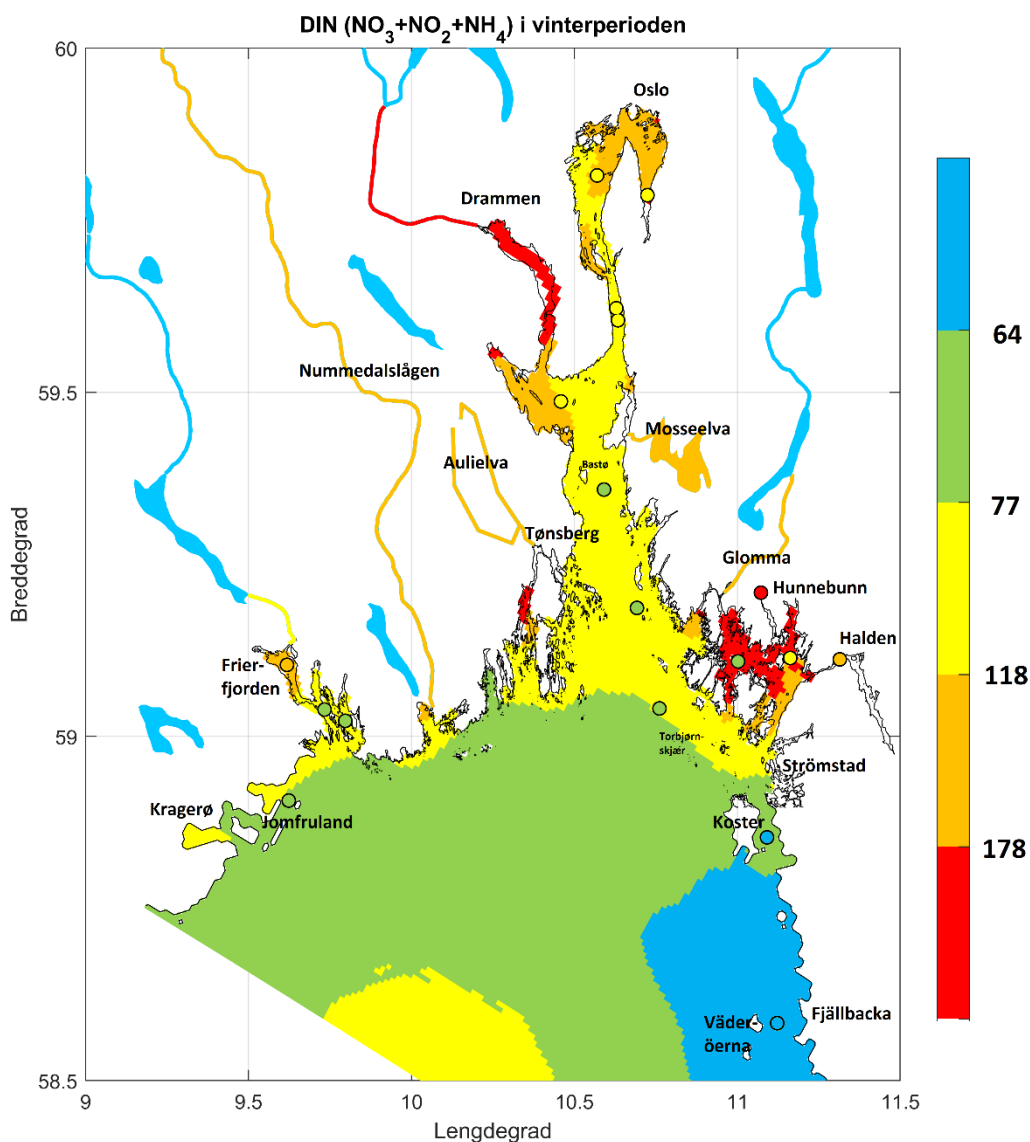 DIN (NO3+NO2+NH4) i vinterperioden
60
Oslo
Drammen
64
59.5
Nummedalslågen
Mosseelva
Aulielva
Bastø
77
Tønsberg
Glomma
Hunnebunn
Halden
Frier-
fjorden
118
59
Torbjørn-
skjær
Strömstad
Kragerø
Jomfruland
Koster
178
Väder-
öerna
Fjällbacka
58.5
9
9.5
10
10.5
11
11.5
Breddegrad
Lengdegrad